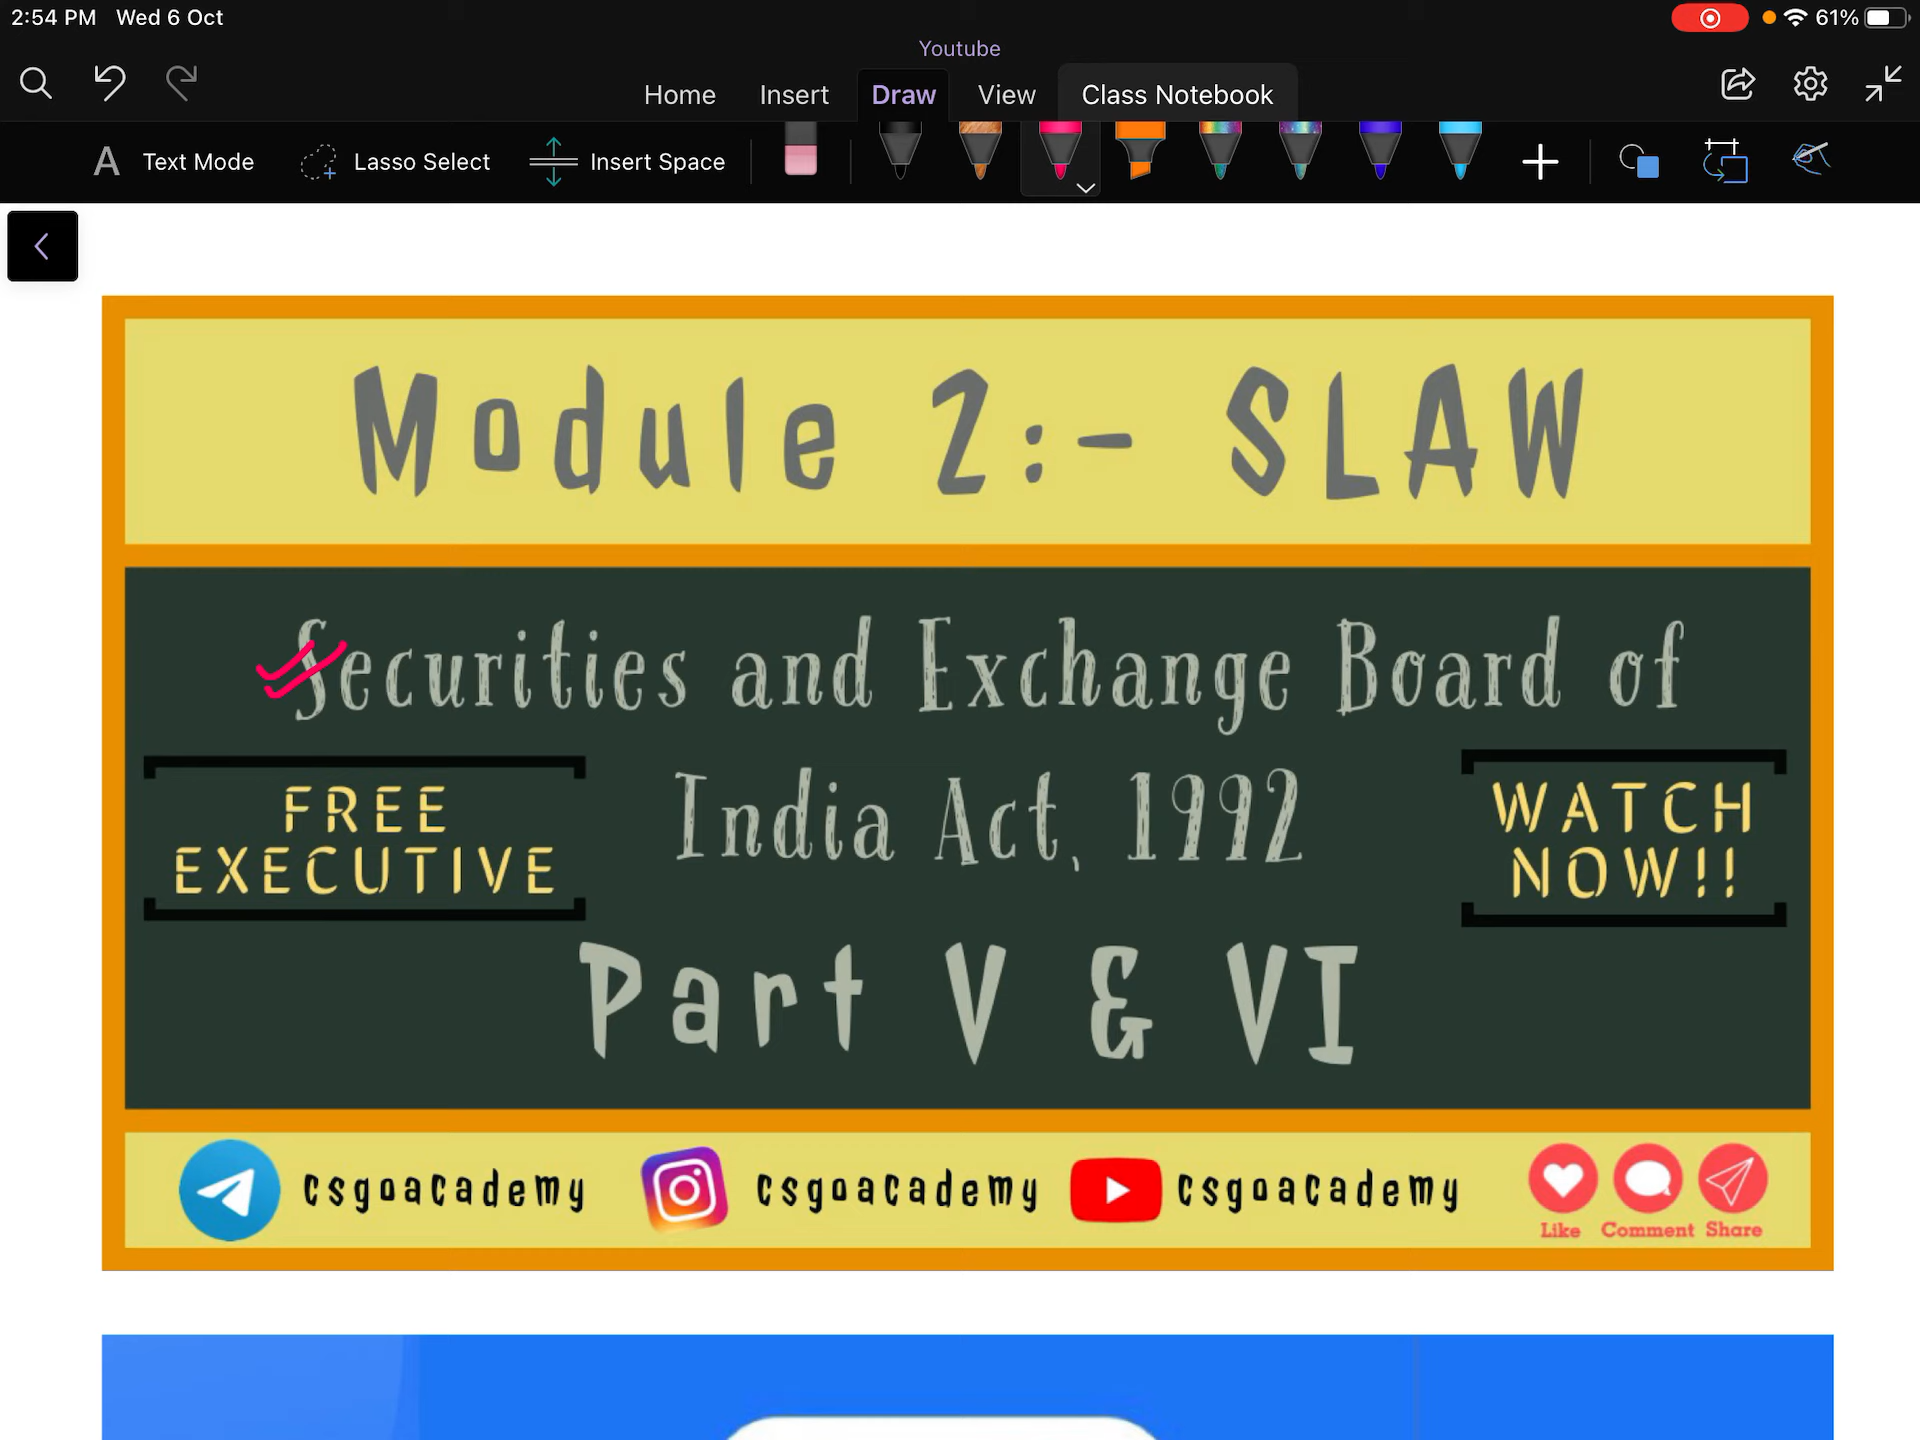 2:54 PM Wed 6 Oct
61%
Youtube
Home Insert Draw View Class Notebook
A Text Mode Lasso Select Insert Space
Module 2:- SLAW
Securities and Exchange Board of
India Act, 1992
FREE
EXECUTIVE
WATCH
NOW!!
Part V & VI
csgoacademy csgoacademy csgoacademy
Like Comment Share